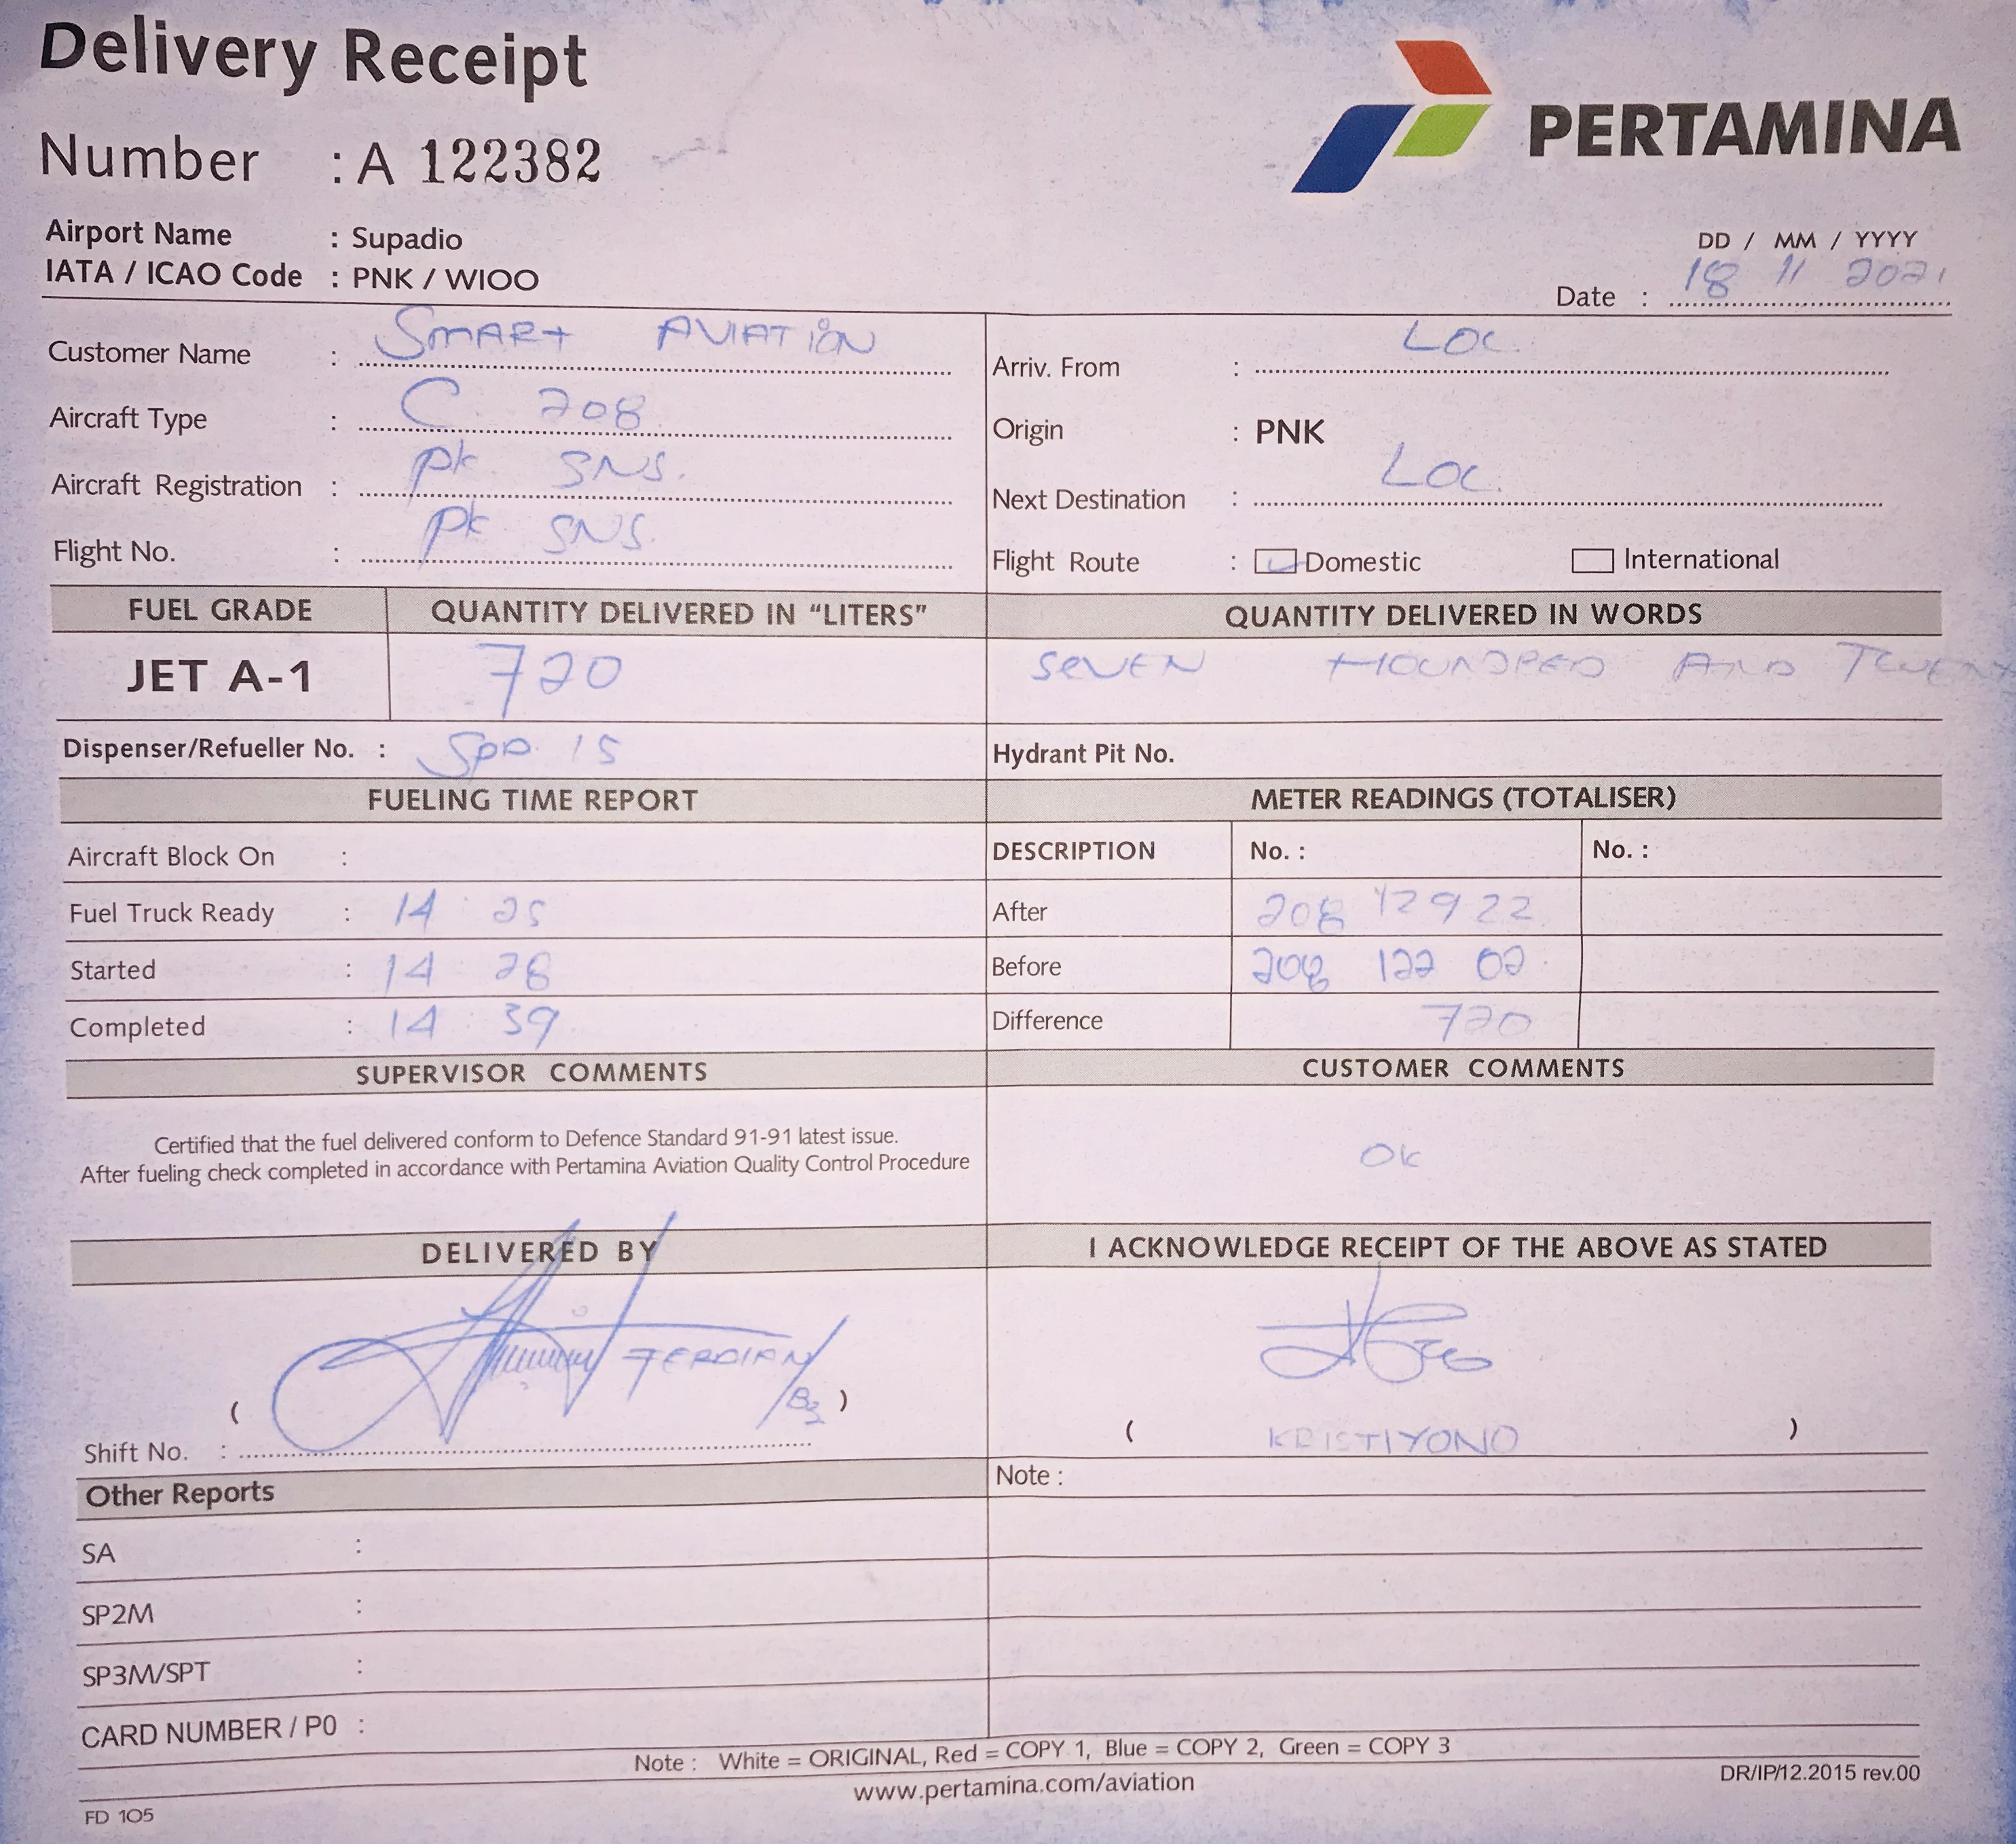 Delivery Receipt
PERTAMINA
Number : A 122382
Airport Name : Supadio
IATA / ICAO Code : PNK / WIOO
DD / MM / YYYY
Date : 18 11 2021
Customer Name : SMART AVIATION
Arriv. From : LOC.
Aircraft Type : C. 208
Origin : PNK
Aircraft Registration : PK SNS.
Next Destination : LOC.
Flight No. : PK SNS.
Flight Route : Domestic International
FUEL GRADE QUANTITY DELIVERED IN “LITERS” QUANTITY DELIVERED IN WORDS
JET A-1 720 SEVEN HOUNDRED AND TWENT
Dispenser/Refueller No. : SPD. 15 Hydrant Pit No.
FUELING TIME REPORT METER READINGS (TOTALISER)
Aircraft Block On : DESCRIPTION No. : No. :
Fuel Truck Ready : 14 : 25 After 208 129 22
Started : 14 : 28 Before 208 122 02
Completed : 14 : 39 Difference 720
SUPERVISOR COMMENTS CUSTOMER COMMENTS
Certified that the fuel delivered conform to Defence Standard 91-91 latest issue.
After fueling check completed in accordance with Pertamina Aviation Quality Control Procedure
OK
DELIVERED BY I ACKNOWLEDGE RECEIPT OF THE ABOVE AS STATED
FERDIAN
( )
( KRISTIYONO )
Shift No. :
Other Reports
Note :
SA :
SP2M :
SP3M/SPT :
CARD NUMBER / P0 :
Note : White = ORIGINAL, Red = COPY 1, Blue = COPY 2, Green = COPY 3
www.pertamina.com/aviation
DR/IP/12.2015 rev.00
FD 105